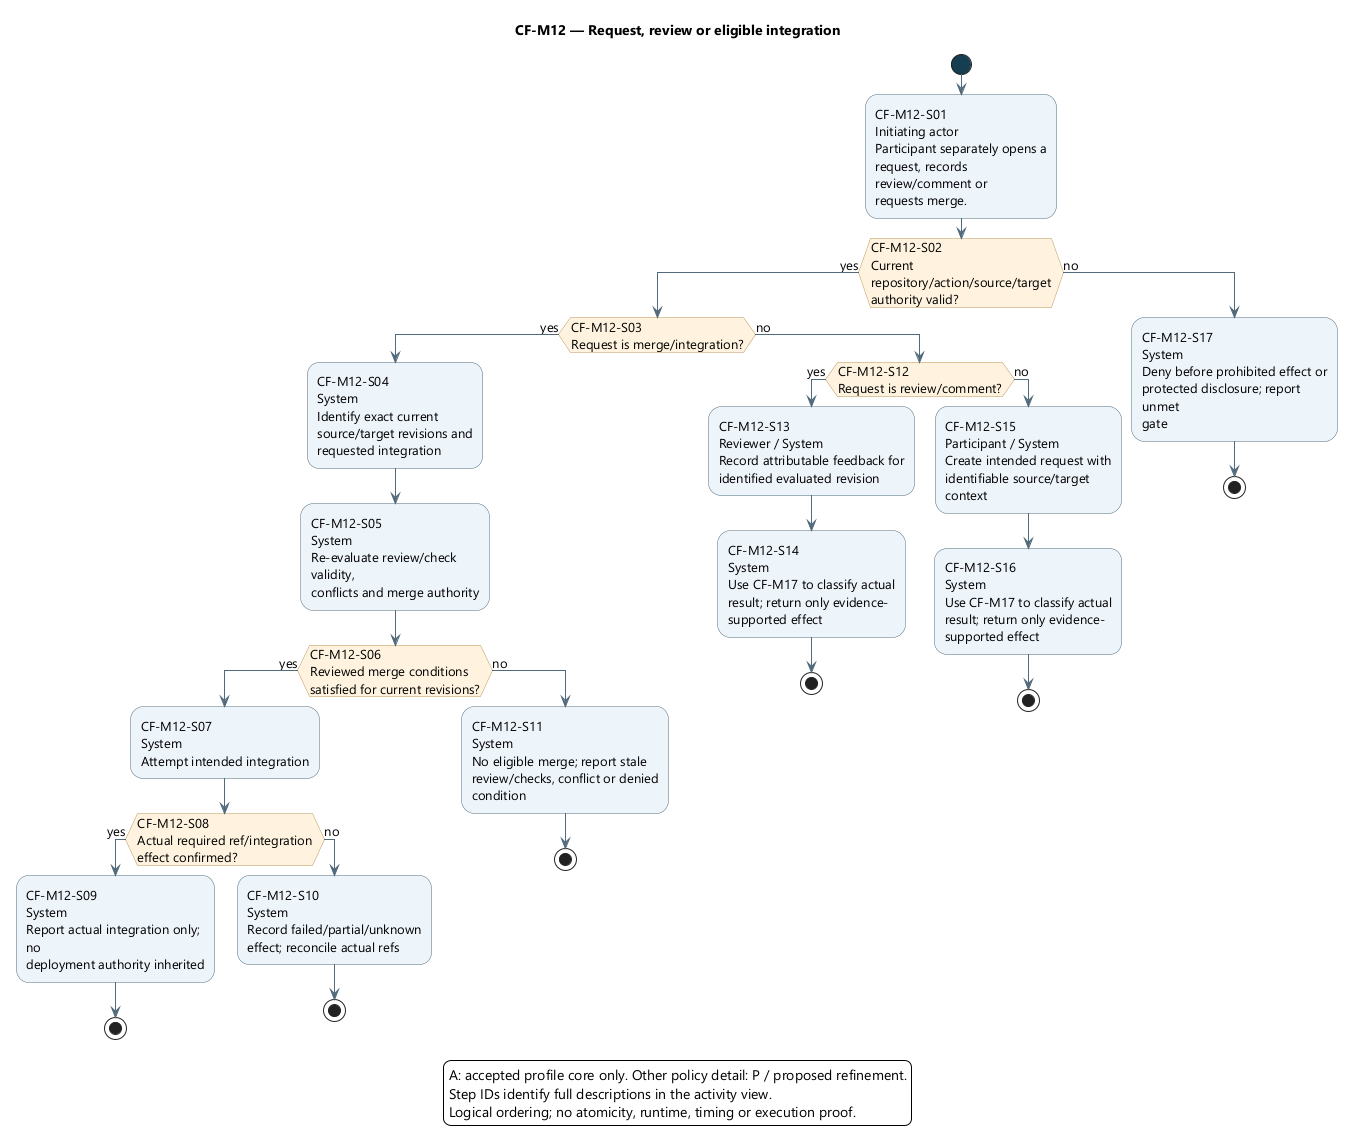 CF-M12 — Request, review or eligible integration
CF-M12-S01
Initiating actor
Participant separately opens a
request, records
review/comment or
requests merge.
CF-M12-S02
Current
repository/action/source/target
authority valid?
yes
no
CF-M12-S03
Request is merge/integration?
yes
no
CF-M12-S04
System
Identify exact current
source/target revisions and
requested integration
CF-M12-S05
System
Re-evaluate review/check
validity,
conflicts and merge authority
CF-M12-S06
Reviewed merge conditions
satisfied for current revisions?
yes
no
CF-M12-S07
System
Attempt intended integration
CF-M12-S08
Actual required ref/integration
effect confirmed?
yes
no
CF-M12-S09
System
Report actual integration only;
no
deployment authority inherited
CF-M12-S10
System
Record failed/partial/unknown
effect; reconcile actual refs
CF-M12-S11
System
No eligible merge; report stale
review/checks, conflict or denied
condition
CF-M12-S12
Request is review/comment?
yes
no
CF-M12-S13
Reviewer / System
Record attributable feedback for
identified evaluated revision
CF-M12-S14
System
Use CF-M17 to classify actual
result; return only evidence-
supported effect
CF-M12-S15
Participant / System
Create intended request with
identifiable source/target
context
CF-M12-S16
System
Use CF-M17 to classify actual
result; return only evidence-
supported effect
CF-M12-S17
System
Deny before prohibited effect or
protected disclosure; report
unmet
gate
A: accepted profile core only. Other policy detail: P / proposed refinement.
Step IDs identify full descriptions in the activity view.
Logical ordering; no atomicity, runtime, timing or execution proof.